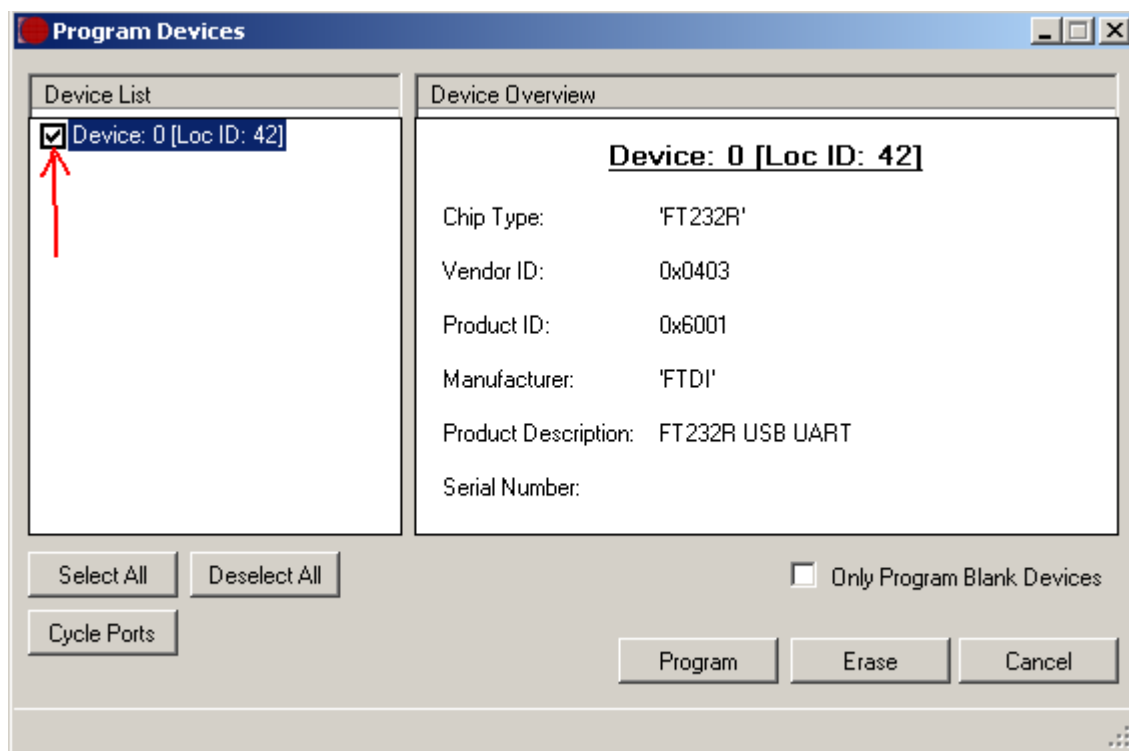 Program Devices
Device List
Device: 0 [Loc ID: 42]
Device Overview
Device: 0 [Loc ID: 42]
Chip Type: 'FT232R'
Vendor ID: 0x0403
Product ID: 0x6001
Manufacturer: 'FTDI'
Product Description: FT232R USB UART
Serial Number:
Select All Deselect All
Only Program Blank Devices
Cycle Ports
Program Erase Cancel